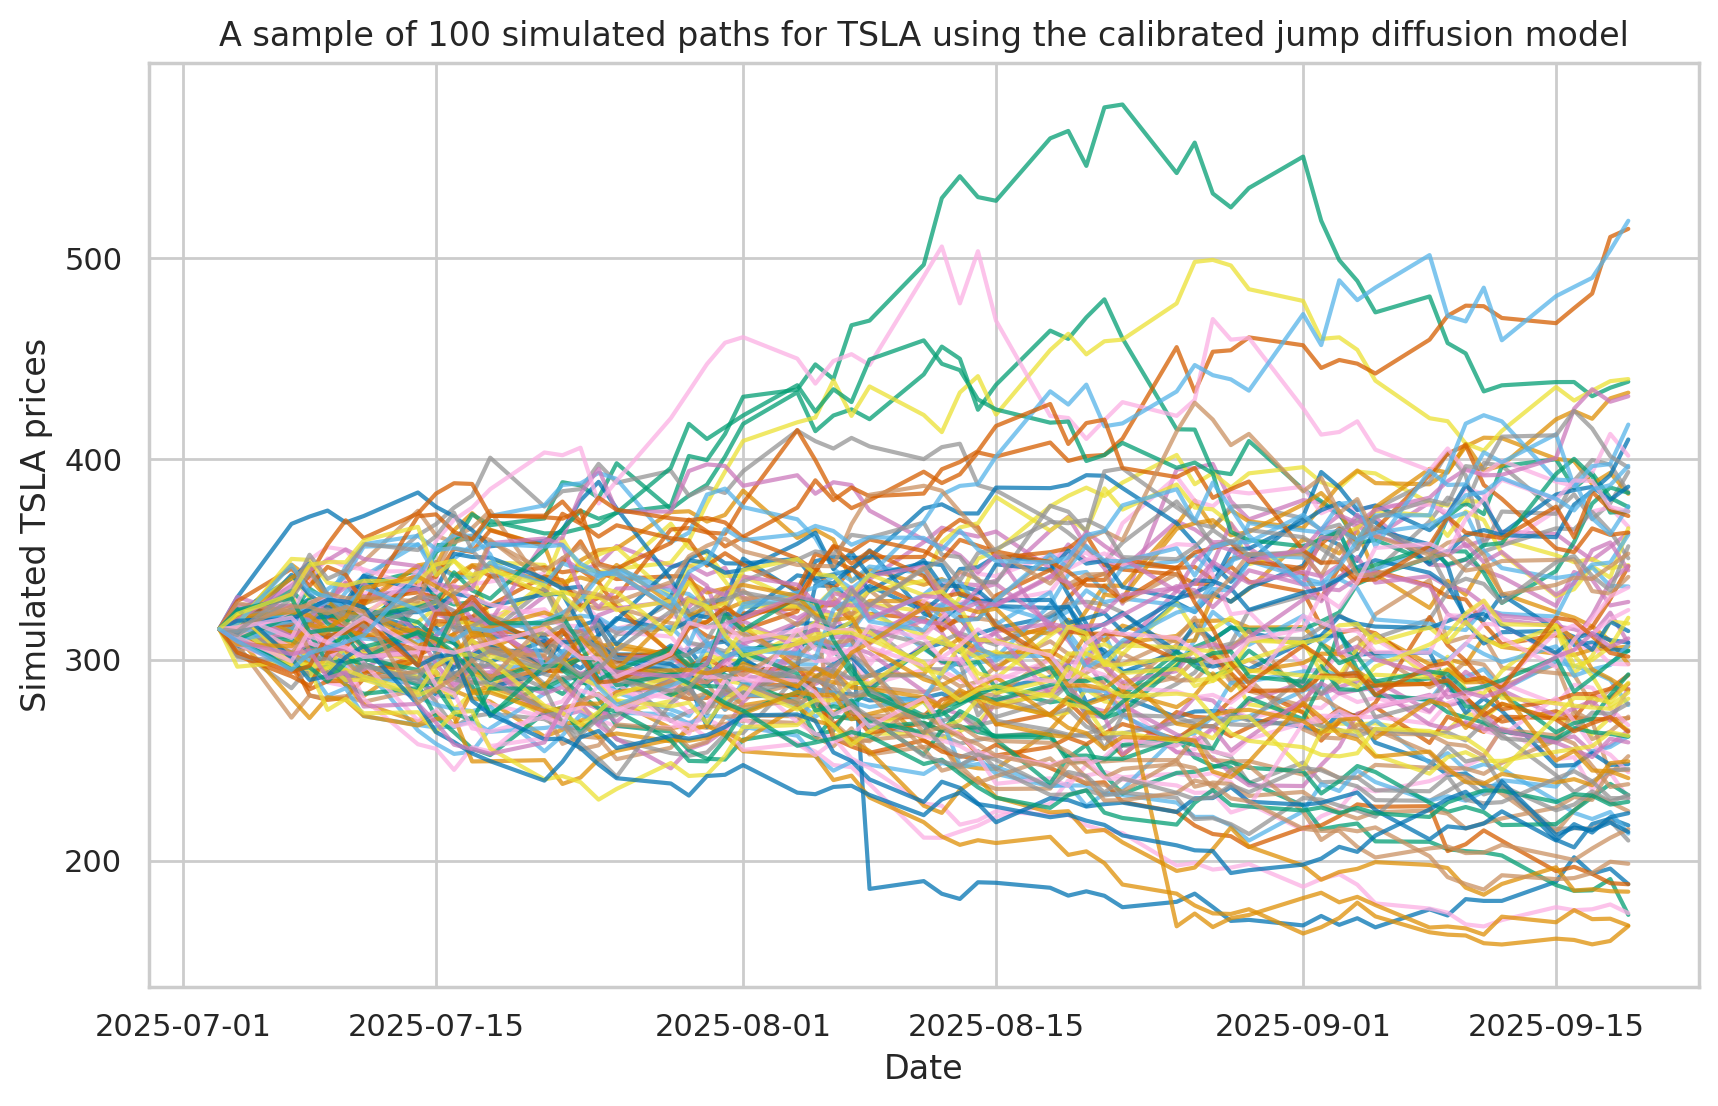 A sample of 100 simulated paths for TSLA using the calibrated jump diffusion model
Simulated TSLA prices
500
400
300
200
2025-07-01 2025-07-15 2025-08-01 2025-08-15 2025-09-01 2025-09-15
Date